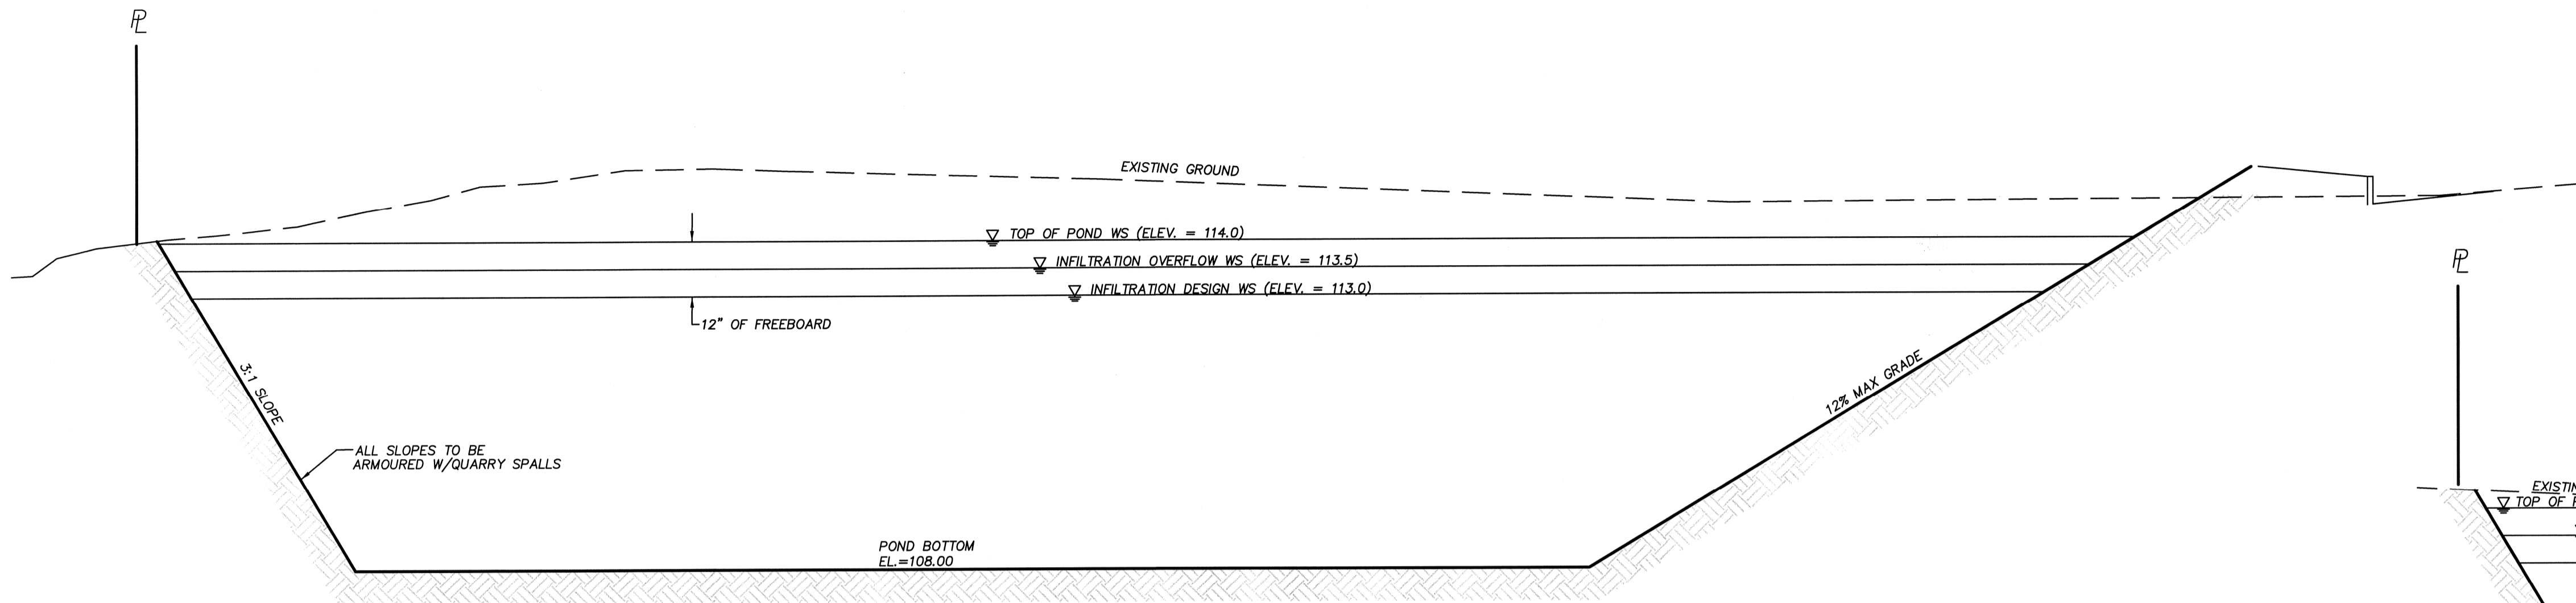 PL
EXISTING GROUND
TOP OF POND WS (ELEV. = 114.0)
INFILTRATION OVERFLOW WS (ELEV. = 113.5)
INFILTRATION DESIGN WS (ELEV. = 113.0)
12" OF FREEBOARD
3:1 SLOPE
12% MAX GRADE
ALL SLOPES TO BE
ARMOURED W/QUARRY SPALLS
POND BOTTOM
EL.=108.00
PL
TOP OF